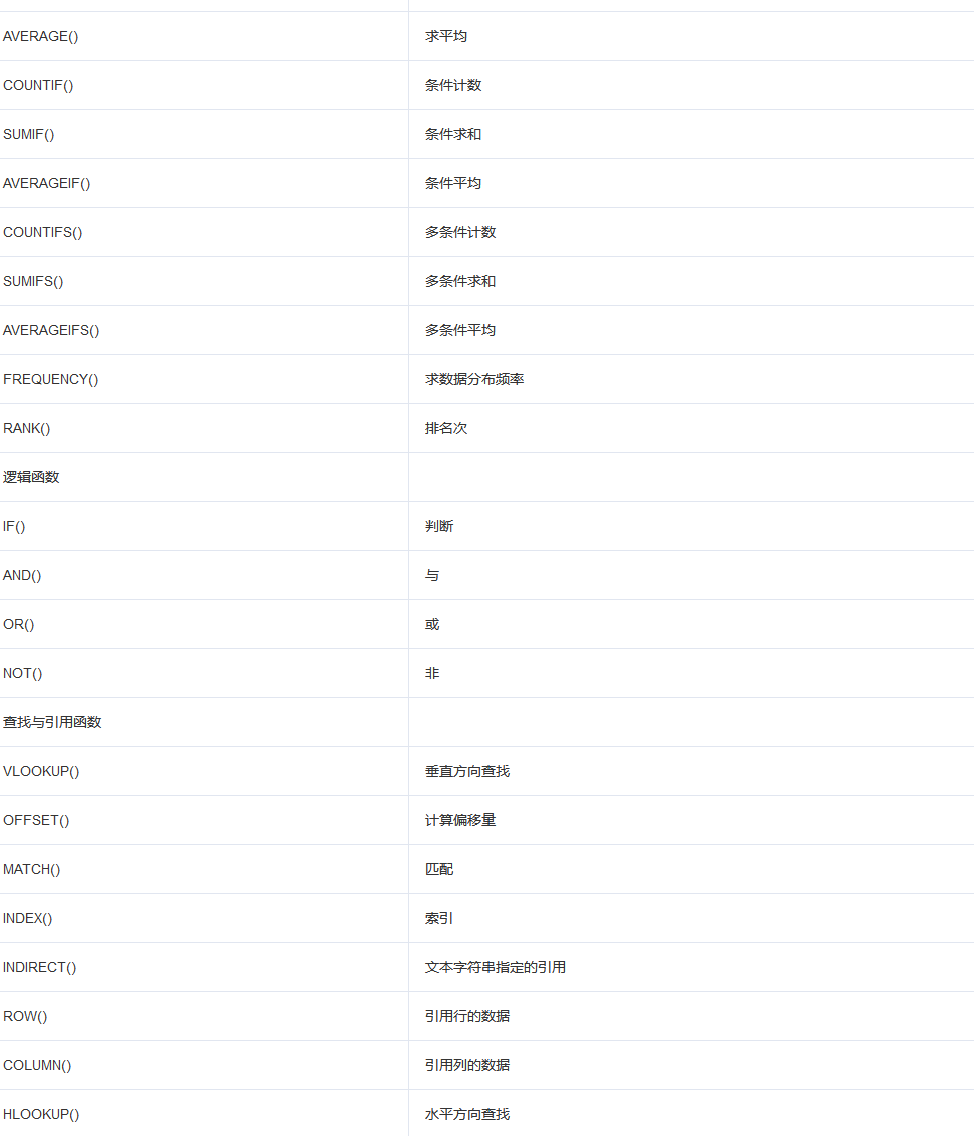 AVERAGE() 求平均
COUNTIF() 条件计数
SUMIF() 条件求和
AVERAGEIF() 条件平均
COUNTIFS() 多条件计数
SUMIFS() 多条件求和
AVERAGEIFS() 多条件平均
FREQUENCY() 求数据分布频率
RANK() 排名次
逻辑函数
IF() 判断
AND() 与
OR() 或
NOT() 非
查找与引用函数
VLOOKUP() 垂直方向查找
OFFSET() 计算偏移量
MATCH() 匹配
INDEX() 索引
INDIRECT() 文本字符串指定的引用
ROW() 引用行的数据
COLUMN() 引用列的数据
HLOOKUP() 水平方向查找